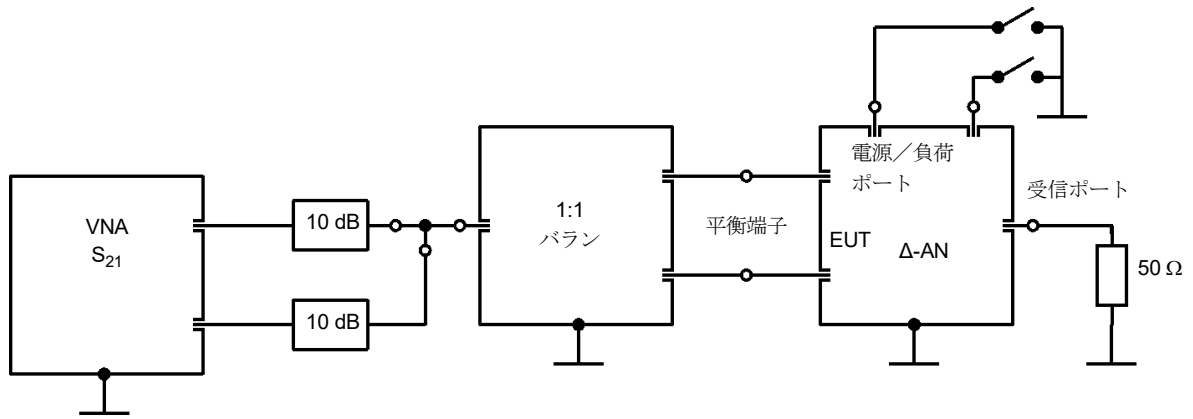 VNA
S21
10 dB
10 dB
1:1
バラン
平衡端子
電源／負荷
ポート
EUT
Δ-AN
受信ポート
50 Ω